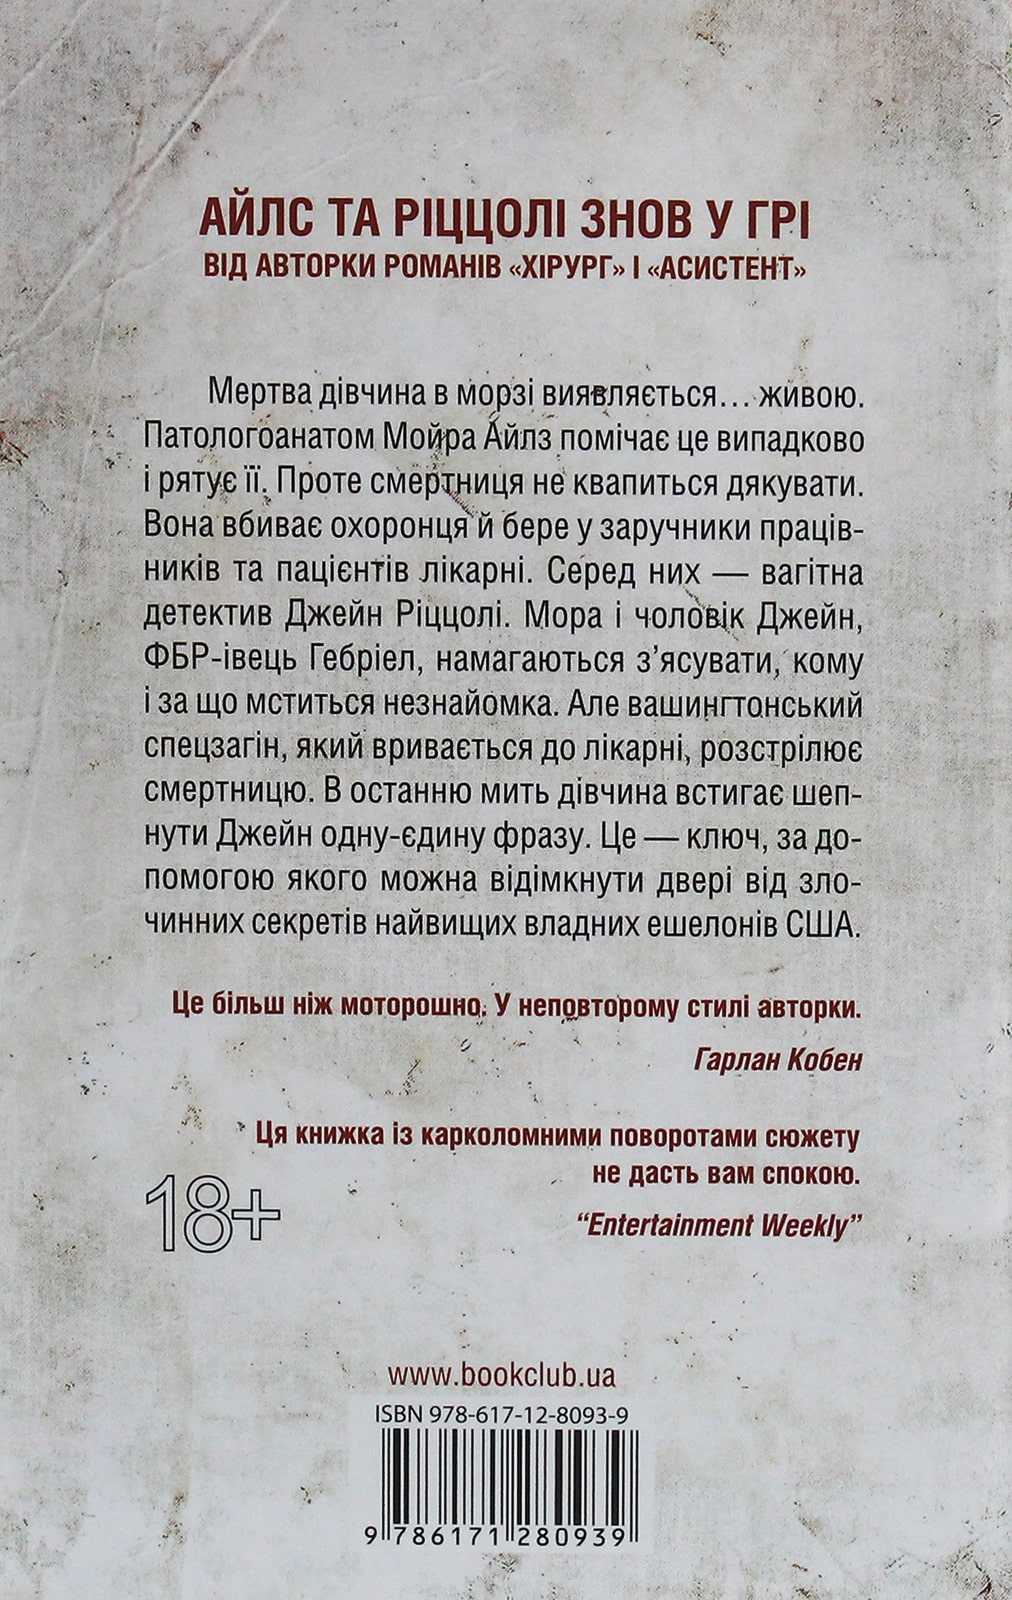 АЙЛС ТА РІЦЦОЛІ ЗНОВ У ГРІ
ВІД АВТОРКИ РОМАНІВ «ХІРУРГ» І «АСИСТЕНТ»
Мертва дівчина в морзі виявляється... живою.
Патологоанатом Мойра Айлз помічає це випадково
і рятує її. Проте смертниця не квапиться дякувати.
Вона вбиває охоронця й бере у заручники праців-
ників та пацієнтів лікарні. Серед них — вагітна
детектив Джейн Ріццолі. Мора і чоловік Джейн,
ФБР-івець Гебріел, намагаються з’ясувати, кому
і за що мститься незнайомка. Але вашингтонський
спецзагін, який вривається до лікарні, розстрілює
смертницю. В останню мить дівчина встигає шеп-
нути Джейн одну-єдину фразу. Це — ключ, за до-
помогою якого можна відімкнути двері від зло-
чинних секретів найвищих владних ешелонів США.
Це більш ніж моторошно. У неповторому стилі авторки.
Гарлан Кобен
Ця книжка із карколомними поворотами сюжету
не дасть вам спокою.
“Entertainment Weekly”
18+
www.bookclub.ua
ISBN 978-617-12-8093-9
9 786171 280939